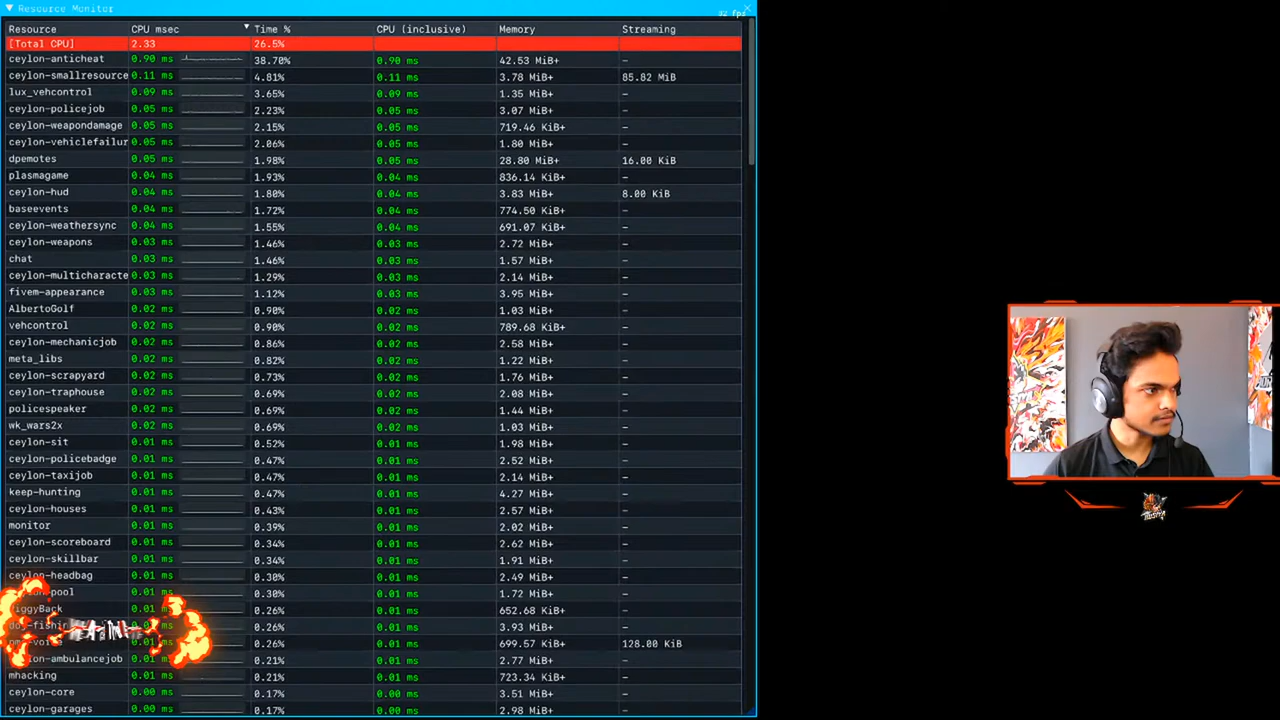 Resource Monitor
32 fps
Resource CPU msec Time % CPU (inclusive) Memory Streaming
[Total CPU] 2.33 26.5%
ceylon-anticheat 0.90 ms 38.70% 0.90 ms 42.53 MiB+ –
ceylon-smallresource 0.11 ms 4.81% 0.11 ms 3.78 MiB+ 85.82 MiB
lux_vehcontrol 0.09 ms 3.65% 0.09 ms 1.35 MiB+ –
ceylon-policejob 0.05 ms 2.23% 0.05 ms 3.07 MiB+ –
ceylon-weapondamage 0.05 ms 2.15% 0.05 ms 719.46 KiB+ –
ceylon-vehiclefailur 0.05 ms 2.06% 0.05 ms 1.80 MiB+ –
dpemotes 0.05 ms 1.98% 0.05 ms 28.80 MiB+ 16.00 KiB
plasmagame 0.04 ms 1.93% 0.04 ms 836.14 KiB+ –
ceylon-hud 0.04 ms 1.80% 0.04 ms 3.83 MiB+ 8.00 KiB
baseevents 0.04 ms 1.72% 0.04 ms 774.50 KiB+ –
ceylon-weathersync 0.04 ms 1.55% 0.04 ms 691.07 KiB+ –
ceylon-weapons 0.03 ms 1.46% 0.03 ms 2.72 MiB+ –
chat 0.03 ms 1.46% 0.03 ms 1.57 MiB+ –
ceylon-multicharacte 0.03 ms 1.29% 0.03 ms 2.14 MiB+ –
fivem-appearance 0.03 ms 1.12% 0.03 ms 3.95 MiB+ –
AlbertoGolf 0.02 ms 0.90% 0.02 ms 1.03 MiB+ –
vehcontrol 0.02 ms 0.90% 0.02 ms 789.68 KiB+ –
ceylon-mechanicjob 0.02 ms 0.86% 0.02 ms 2.58 MiB+ –
meta_libs 0.02 ms 0.82% 0.02 ms 1.22 MiB+ –
ceylon-scrapyard 0.02 ms 0.73% 0.02 ms 1.76 MiB+ –
ceylon-traphouse 0.02 ms 0.69% 0.02 ms 2.08 MiB+ –
policespeaker 0.02 ms 0.69% 0.02 ms 1.44 MiB+ –
wk_wars2x 0.02 ms 0.69% 0.02 ms 1.03 MiB+ –
ceylon-sit 0.01 ms 0.52% 0.01 ms 1.98 MiB+ –
ceylon-policebadge 0.01 ms 0.47% 0.01 ms 2.52 MiB+ –
ceylon-taxijob 0.01 ms 0.47% 0.01 ms 2.14 MiB+ –
keep-hunting 0.01 ms 0.47% 0.01 ms 4.27 MiB+ –
ceylon-houses 0.01 ms 0.43% 0.01 ms 2.57 MiB+ –
monitor 0.01 ms 0.39% 0.01 ms 2.02 MiB+ –
ceylon-scoreboard 0.01 ms 0.34% 0.01 ms 2.62 MiB+ –
ceylon-skillbar 0.01 ms 0.34% 0.01 ms 1.91 MiB+ –
ceylon-headbag 0.01 ms 0.30% 0.01 ms 2.49 MiB+ –
0.01 ms 0.30% 0.01 ms 1.72 MiB+ –
0.01 ms 0.26% 0.01 ms 652.68 KiB+ –
0.26% 0.01 ms 3.93 MiB+ –
0.01 0.26% 0.01 ms 699.57 KiB+ 128.00 KiB
0.01 ms 0.21% 0.01 ms 2.77 MiB+ –
mhacking 0.01 ms 0.21% 0.01 ms 723.34 KiB+ –
ceylon-core 0.00 ms 0.17% 0.00 ms 3.51 MiB+ –
ceylon-garages 0.00 ms 0.17% 0.00 ms 2.98 MiB+ –